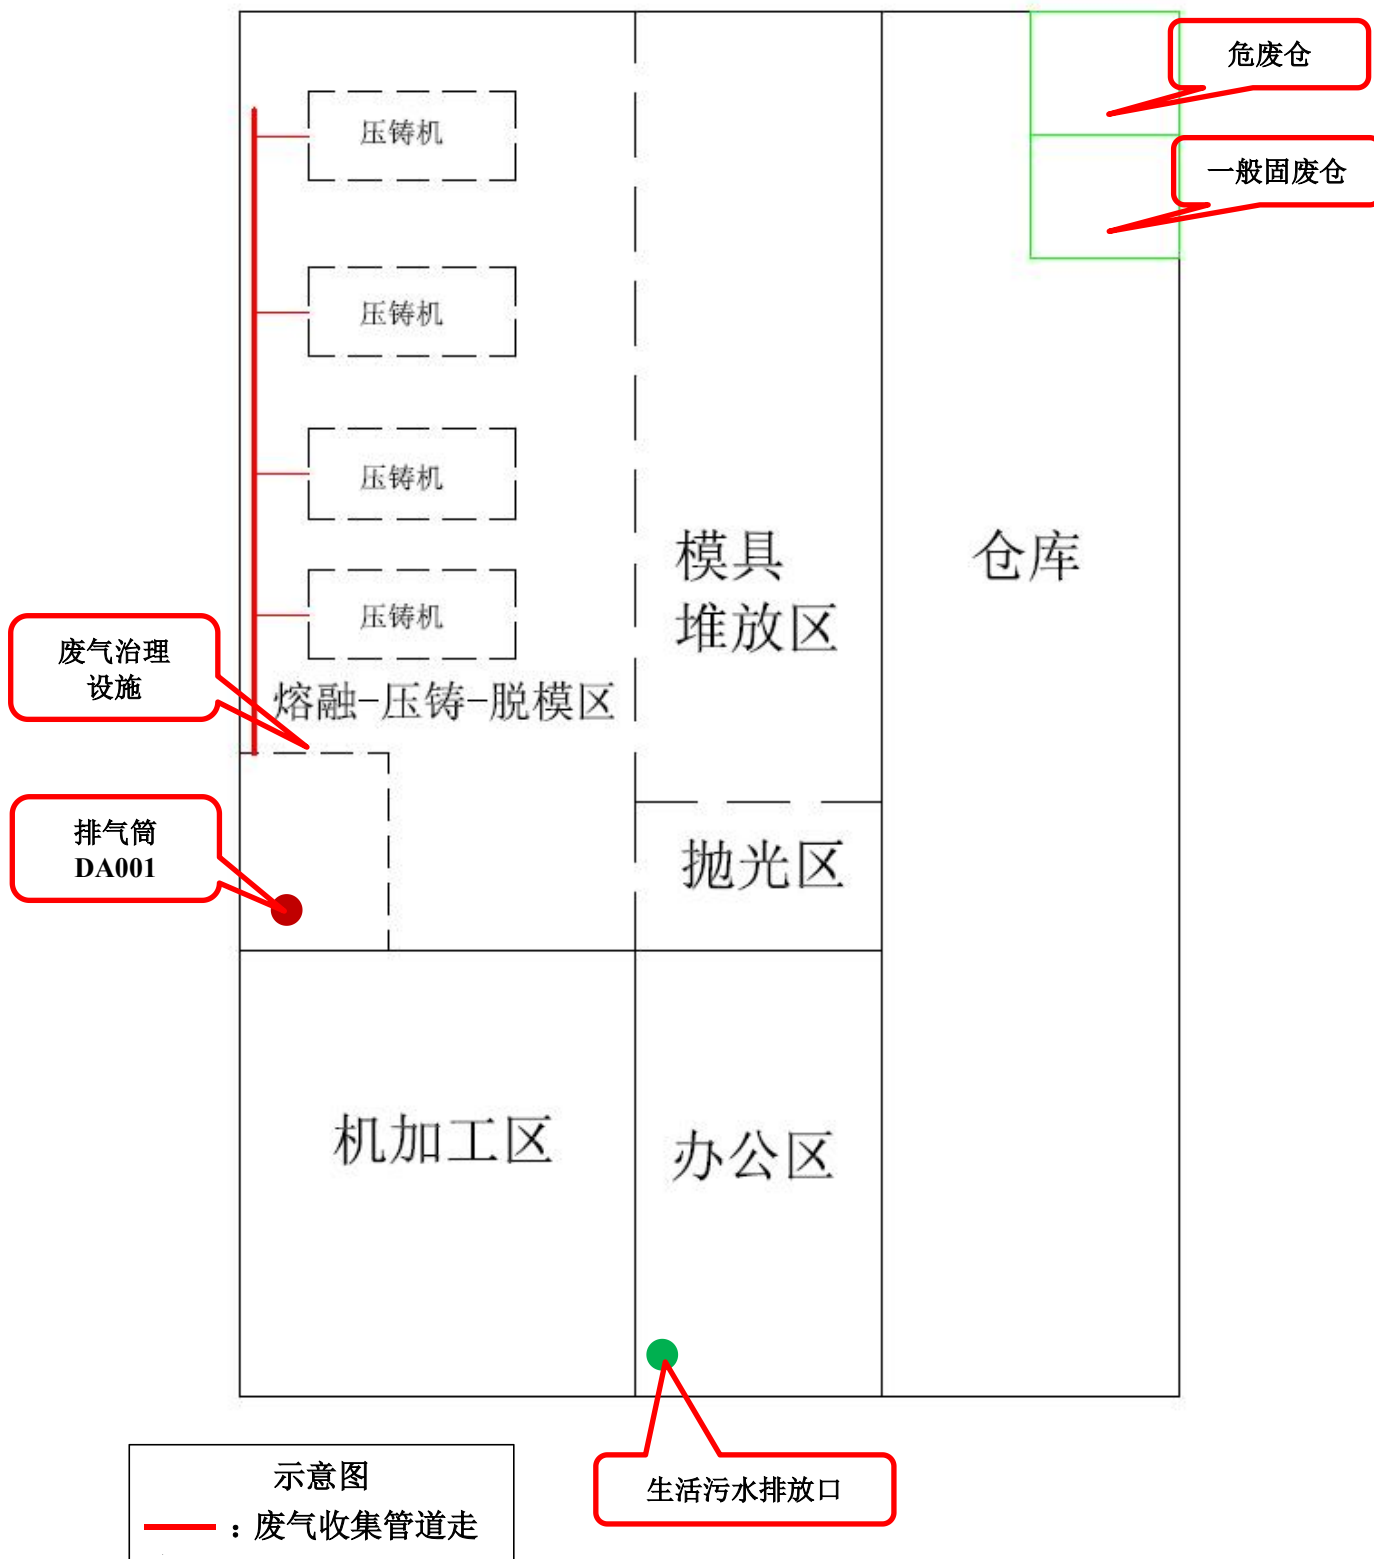 危废仓
压铸机
一般固废仓
压铸机
压铸机
模具
堆放区
仓库
压铸机
废气治理
设施
熔融-压铸-脱模区
排气筒
DA001
抛光区
机加工区
办公区
生活污水排放口
示意图
：废气收集管道走